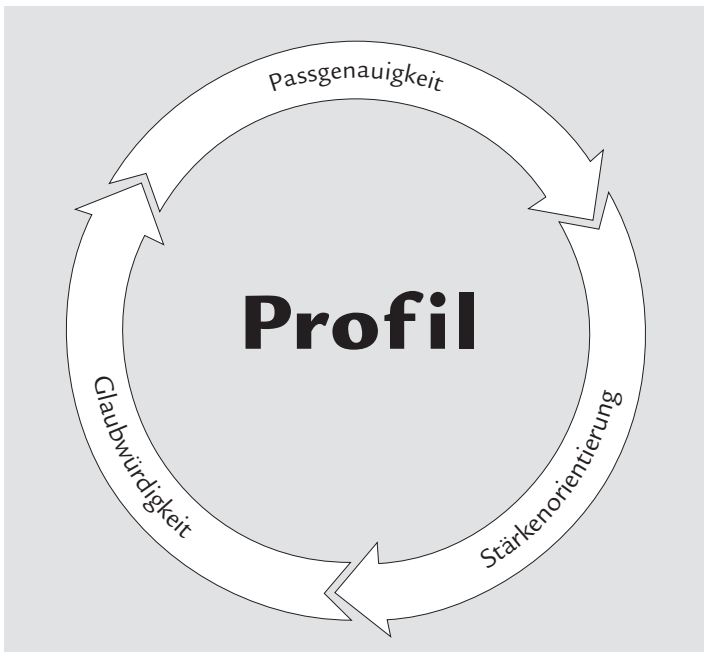 Passgenauigkeit
Profil
Glaubwürdigkeit
Stärkenorientierung